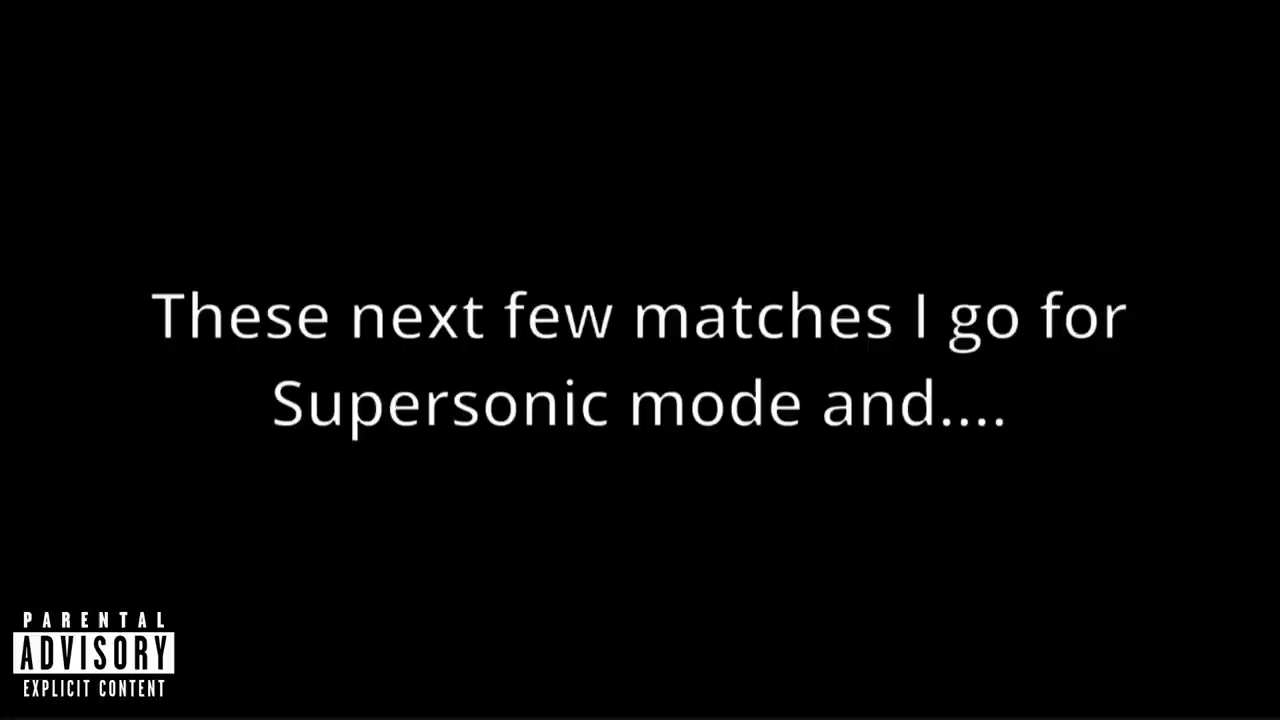 These next few matches I go for
Supersonic mode and....
PARENTAL
ADVISORY
EXPLICIT CONTENT